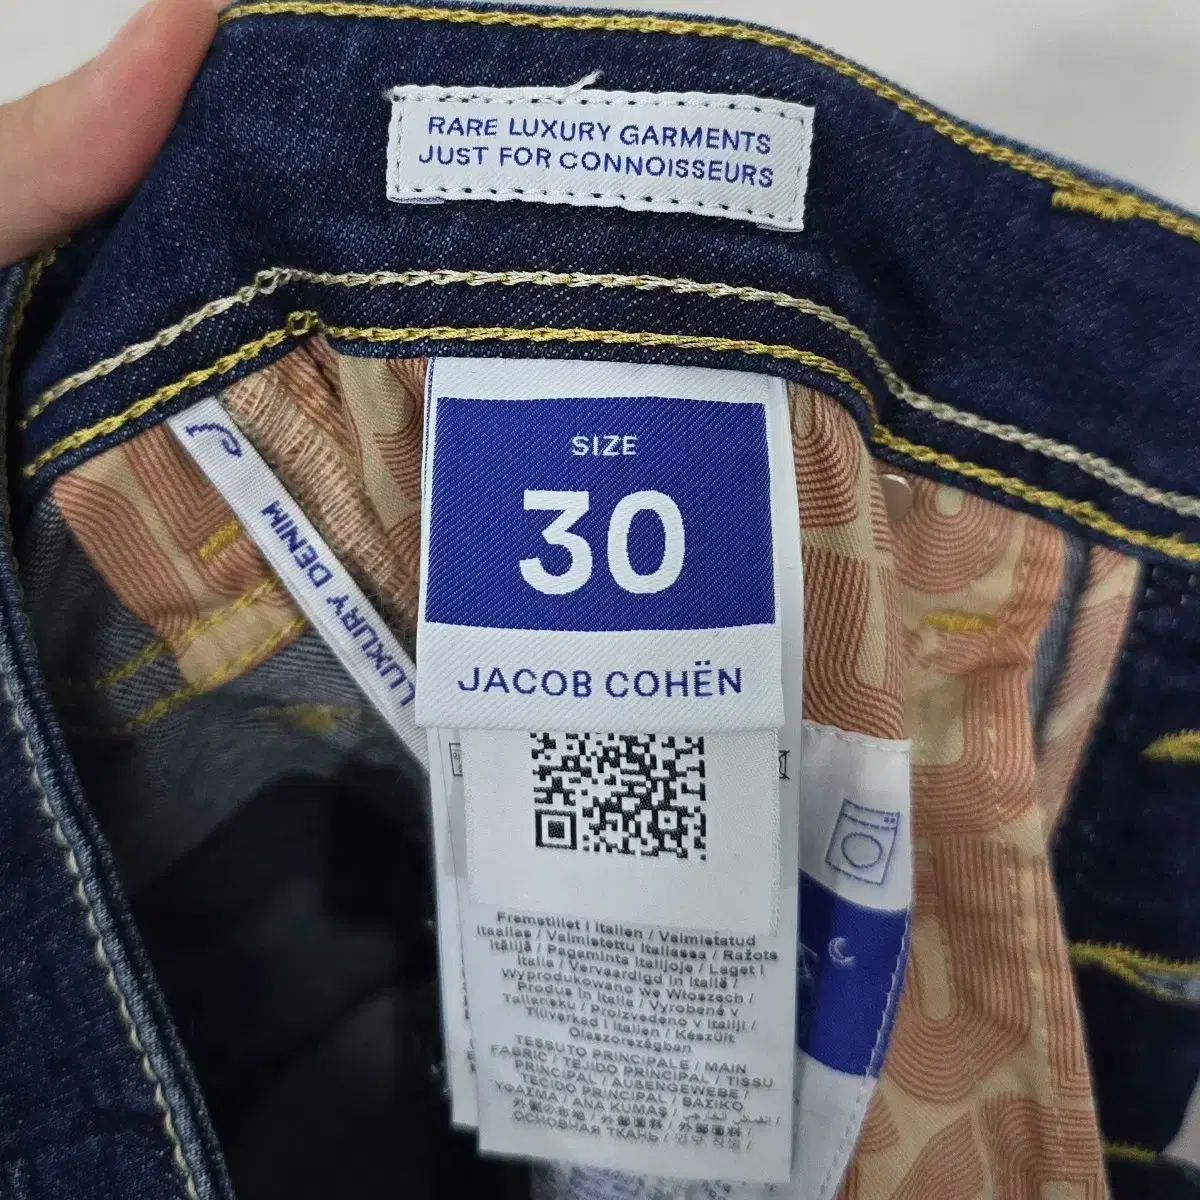 RARE LUXURY GARMENTS
JUST FOR CONNOISSEURS
SIZE
30
JACOB COHËN
LUXURY DENIM
Fremstillet i Italien / Valmistatud
Itaalias / Valmistettu Italiassa / Ražots
Itālijā / Pagaminta Italijoje / Laget i
Italia / Vervaardigd in Italië /
Wyprodukowano we Włoszech /
Produs în Italia / Vyrobené v
Taliansku / Proizvedeno v Italiji /
Tillverkad i Italien / Készült
Olaszországban
TESSUTO PRINCIPALE / MAIN
FABRIC / TEJIDO PRINCIPAL / TISSU
PRINCIPAL / AUßENGEWEBE /
TECIDO PRINCIPAL / ΒΑΣΙΚΟ
ΥΦΑΣΜΑ / ANA KUMAŞ /
ОСНОВНАЯ ТКАНЬ /